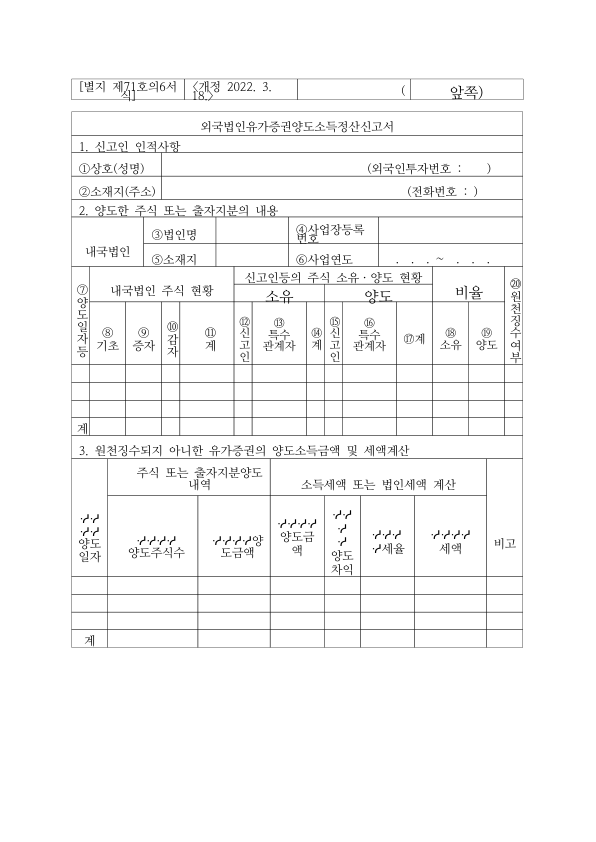 [별지 제71호의6서식]
〈개정 2022. 3. 18.〉
( 앞쪽)
외국법인유가증권양도소득정산신고서
1. 신고인 인적사항
①상호(성명) (외국인투자번호 : )
②소재지(주소) (전화번호 : )
2. 양도한 주식 또는 출자지분의 내용
내국법인 ③법인명 ④사업장등록번호
⑤소재지 ⑥사업연도 . . . ~ . . .
⑦양도일자등
내국법인 주식 현황
신고인등의 주식 소유ㆍ양도 현황
소유 양도
비율
⑳원천징수여부
⑧기초
⑨증자
⑩감자
⑪계
⑫신고인
⑬특수관계자
⑭계
⑮신고인
⑯특수관계자
⑰계
⑱소유
⑲양도
계
3. 원천징수되지 아니한 유가증권의 양도소득금액 및 세액계산
주식 또는 출자지분양도내역
소득세액 또는 법인세액 계산
양도일자
양도주식수
양도금액
양도금액
양도차익
세율
세액
비고
계